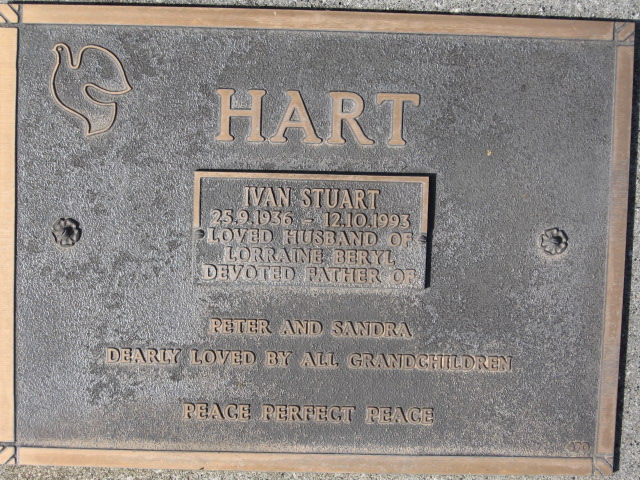 HART
IVAN STUART
25.9.1936 – 12.10.1993
LOVED HUSBAND OF
LORRAINE BERYL
DEVOTED FATHER OF
PETER AND SANDRA
DEARLY LOVED BY ALL GRANDCHILDREN
PEACE PERFECT PEACE